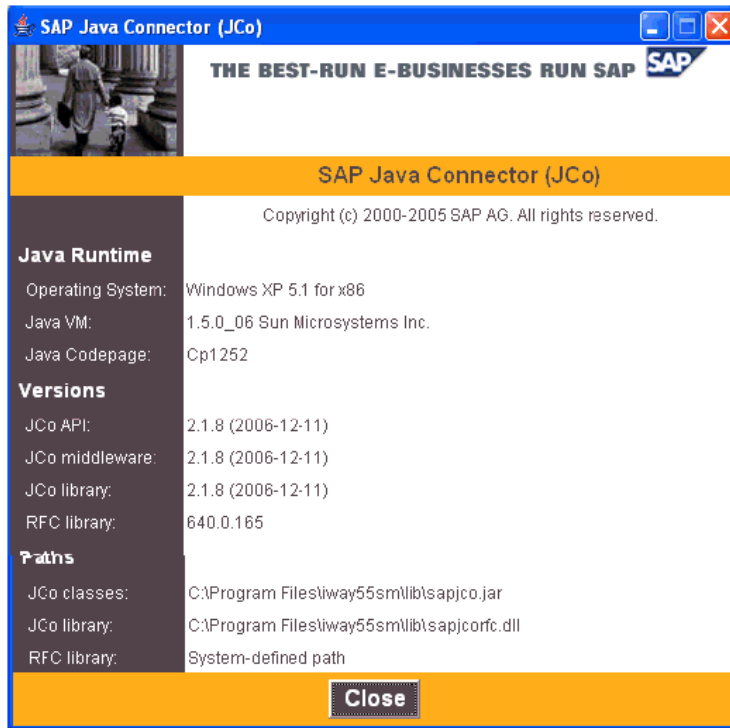 SAP Java Connector (JCo)
THE BEST-RUN E-BUSINESSES RUN SAP SAP
SAP Java Connector (JCo)
Copyright (c) 2000-2005 SAP AG. All rights reserved.
Java Runtime
Operating System: Windows XP 5.1 for x86
Java VM: 1.5.0_06 Sun Microsystems Inc.
Java Codepage: Cp1252
Versions
JCo API: 2.1.8 (2006-12-11)
JCo middleware: 2.1.8 (2006-12-11)
JCo library: 2.1.8 (2006-12-11)
RFC library: 640.0.165
Paths
JCo classes: C:\Program Files\iway55sm\lib\sapjco.jar
JCo library: C:\Program Files\iway55sm\lib\sapjcorfc.dll
RFC library: System-defined path
Close